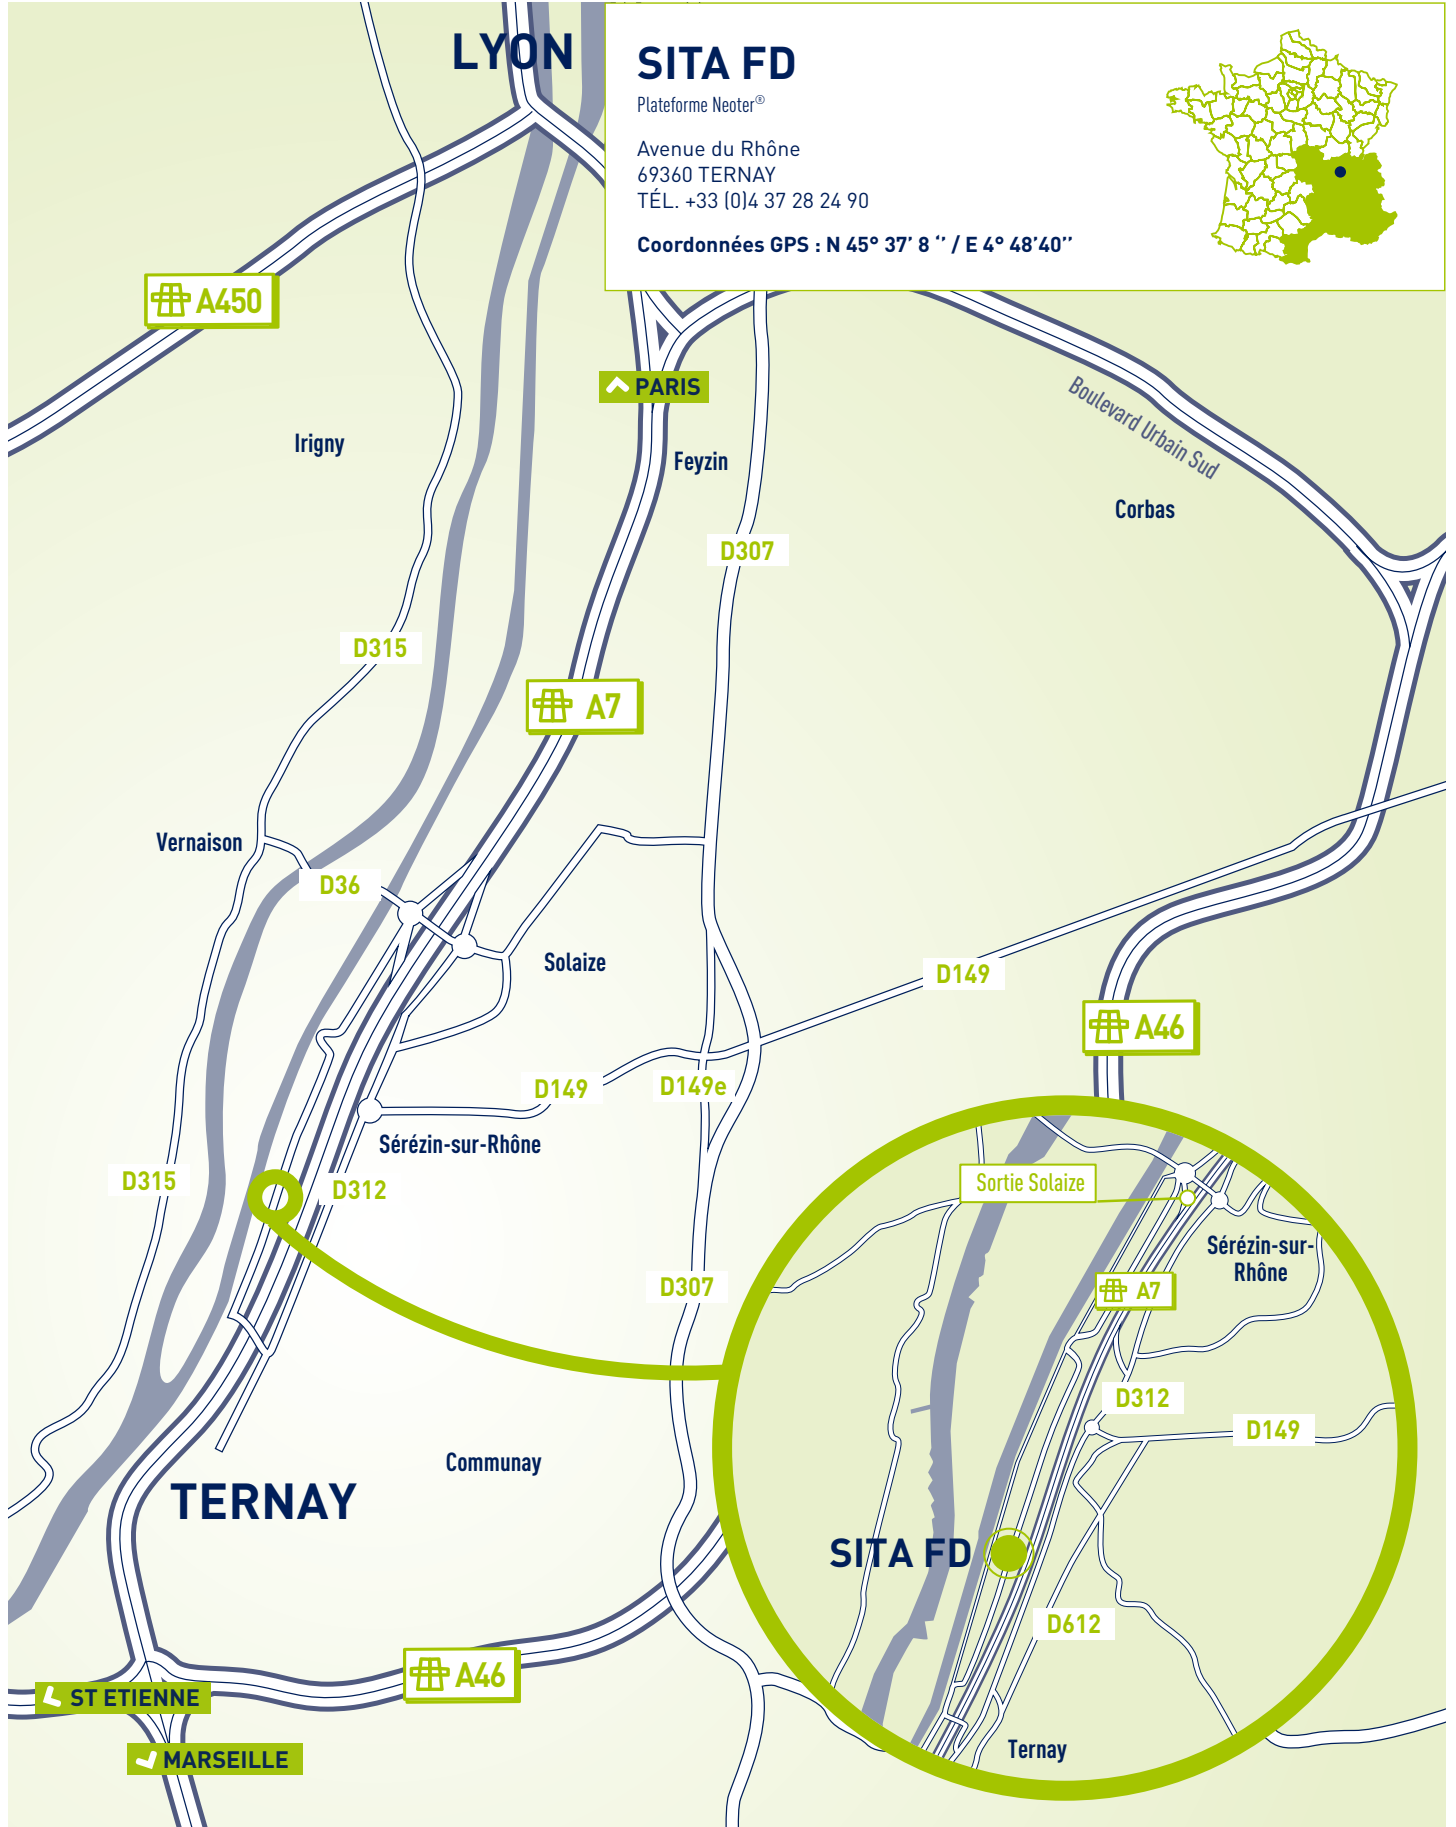 LYON
SITA FD
Plateforme Neoter®
Avenue du Rhône
69360 TERNAY
TÉL. +33 (0)4 37 28 24 90
Coordonnées GPS : N 45° 37’ 8 ‘’ / E 4° 48’40’’
A450
PARIS
Boulevard Urbain Sud
Irigny
Feyzin
Corbas
D307
D315
A7
Vernaison
D36
Solaize
D149
A46
D149
D149e
Sérézin-sur-Rhône
D315
D312
Sortie Solaize
Sérézin-sur-
Rhône
D307
A7
D312
D149
Communay
TERNAY
SITA FD
D612
A46
ST ETIENNE
Ternay
MARSEILLE